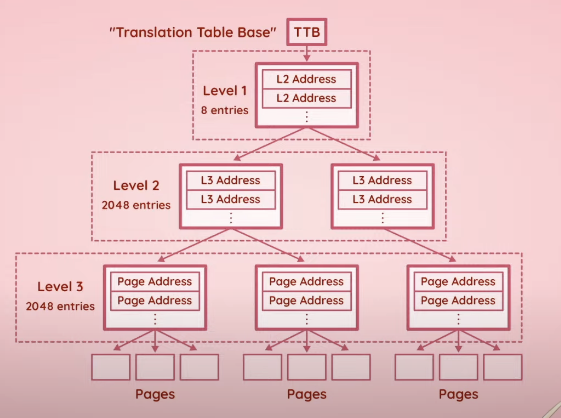 "Translation Table Base" TTB
Level 1
8 entries
L2 Address
L2 Address
Level 2
2048 entries
L3 Address
L3 Address
L3 Address
L3 Address
Level 3
2048 entries
Page Address
Page Address
Page Address
Page Address
Page Address
Page Address
Pages
Pages
Pages